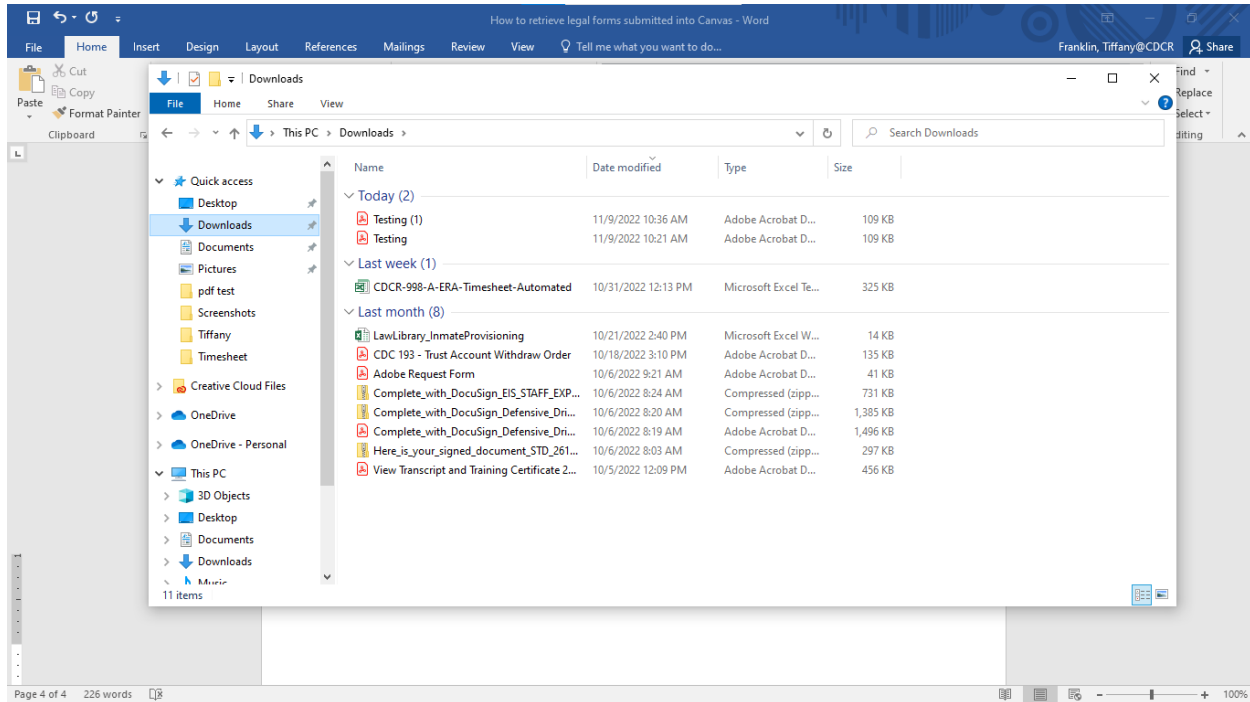 How to retrieve legal forms submitted into Canvas - Word
File Home Insert Design Layout References Mailings Review View Tell me what you want to do... Franklin, Tiffany@CDCR Share
Cut
Copy
Paste
Format Painter
Clipboard
Find
Replace
Select
diting
Downloads
File Home Share View
This PC > Downloads >
Search Downloads
Name Date modified Type Size
Quick access
Desktop
Downloads
Documents
Pictures
pdf test
Screenshots
Tiffany
Timesheet
Creative Cloud Files
OneDrive
OneDrive - Personal
This PC
3D Objects
Desktop
Documents
Downloads
Music
Today (2)
Testing (1) 11/9/2022 10:36 AM Adobe Acrobat D... 109 KB
Testing 11/9/2022 10:21 AM Adobe Acrobat D... 109 KB
Last week (1)
CDCR-998-A-ERA-Timesheet-Automated 10/31/2022 12:13 PM Microsoft Excel Te... 325 KB
Last month (8)
LawLibrary_InmateProvisioning 10/21/2022 2:40 PM Microsoft Excel W... 14 KB
CDC 193 - Trust Account Withdraw Order 10/18/2022 3:10 PM Adobe Acrobat D... 135 KB
Adobe Request Form 10/6/2022 9:21 AM Adobe Acrobat D... 41 KB
Complete_with_DocuSign_EIS_STAFF_EXP... 10/6/2022 8:24 AM Compressed (zipp... 731 KB
Complete_with_DocuSign_Defensive_Dri... 10/6/2022 8:20 AM Compressed (zipp... 1,385 KB
Complete_with_DocuSign_Defensive_Dri... 10/6/2022 8:19 AM Adobe Acrobat D... 1,496 KB
Here_is_your_signed_document_STD_261... 10/6/2022 8:03 AM Compressed (zipp... 297 KB
View Transcript and Training Certificate 2... 10/5/2022 12:09 PM Adobe Acrobat D... 456 KB
11 items
Page 4 of 4 226 words 100%